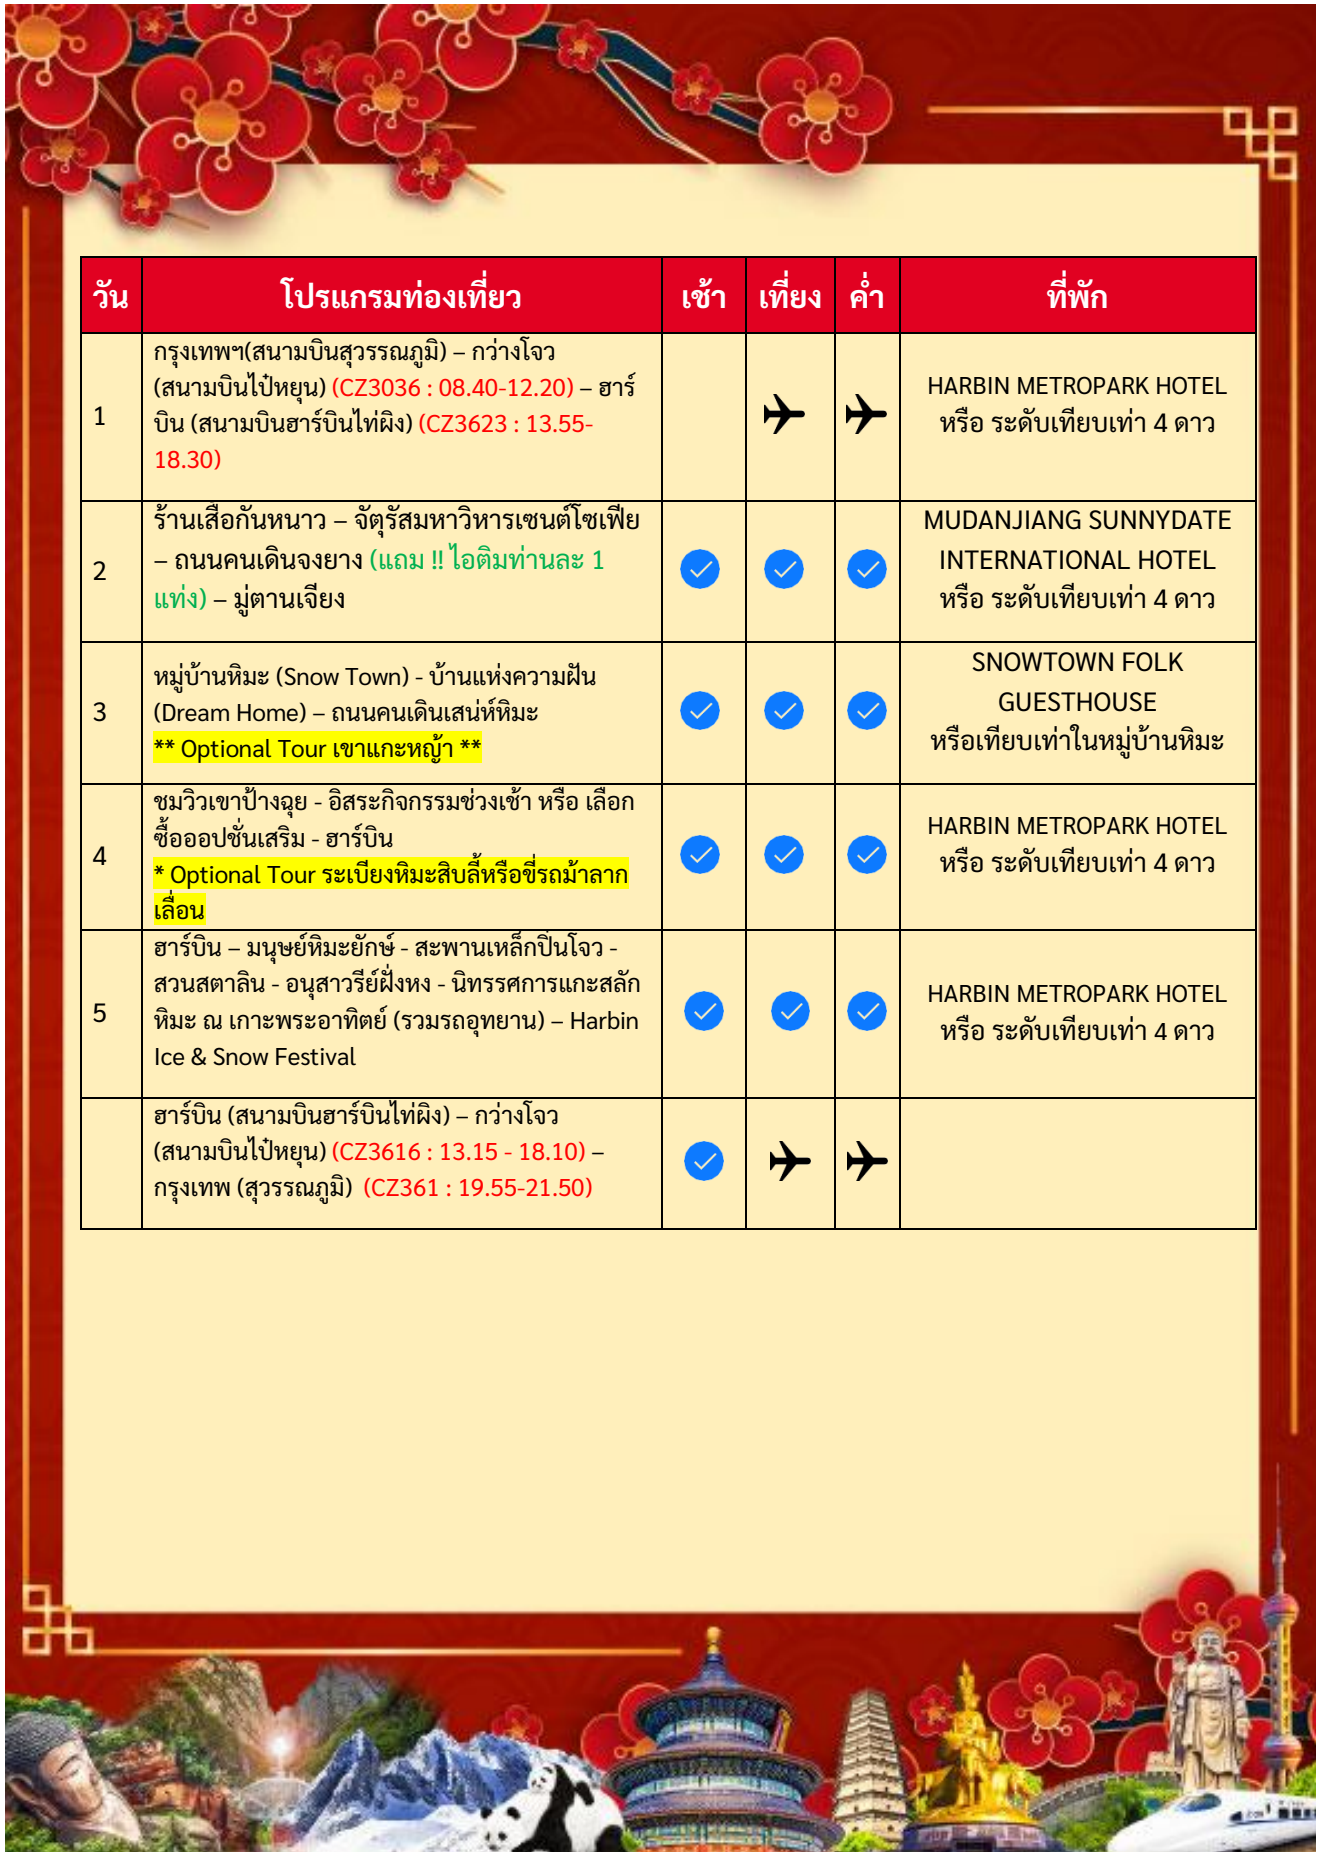 วัน โปรแกรมท่องเที่ยว เช้า เที่ยง ค่ำ ที่พัก
1
กรุงเทพฯ(สนามบินสุวรรณภูมิ) – กว่างโจว
(สนามบินไป๋หยุน) (CZ3036 : 08.40-12.20) – ฮาร์
บิน (สนามบินฮาร์บินไท่ผิง) (CZ3623 : 13.55-
18.30)
HARBIN METROPARK HOTEL
หรือ ระดับเทียบเท่า 4 ดาว
2
ร้านเสื้อกันหนาว – จัตุรัสมหาวิหารเซนต์โซเฟีย
– ถนนคนเดินจงยาง (แถม !! ไอติมท่านละ 1
แท่ง) – มู่ตานเจียง
MUDANJIANG SUNNYDATE
INTERNATIONAL HOTEL
หรือ ระดับเทียบเท่า 4 ดาว
3
หมู่บ้านหิมะ (Snow Town) - บ้านแห่งความฝัน
(Dream Home) – ถนนคนเดินเสน่ห์หิมะ
** Optional Tour เขาแกะหญ้า **
SNOWTOWN FOLK
GUESTHOUSE
หรือเทียบเท่าในหมู่บ้านหิมะ
4
ชมวิวเขาป้างฉุย - อิสระกิจกรรมช่วงเช้า หรือ เลือก
ซื้อออปชั่นเสริม - ฮาร์บิน
* Optional Tour ระเบียงหิมะสิบลี้หรือขี่รถม้าลาก
เลื่อน
HARBIN METROPARK HOTEL
หรือ ระดับเทียบเท่า 4 ดาว
5
ฮาร์บิน – มนุษย์หิมะยักษ์ - สะพานเหล็กปินโจว -
สวนสตาลิน - อนุสาวรีย์ฝั่งหง - นิทรรศการแกะสลัก
หิมะ ณ เกาะพระอาทิตย์ (รวมรถอุทยาน) – Harbin
Ice & Snow Festival
HARBIN METROPARK HOTEL
หรือ ระดับเทียบเท่า 4 ดาว
ฮาร์บิน (สนามบินฮาร์บินไท่ผิง) – กว่างโจว
(สนามบินไป๋หยุน) (CZ3616 : 13.15 - 18.10) –
กรุงเทพ (สุวรรณภูมิ) (CZ361 : 19.55-21.50)